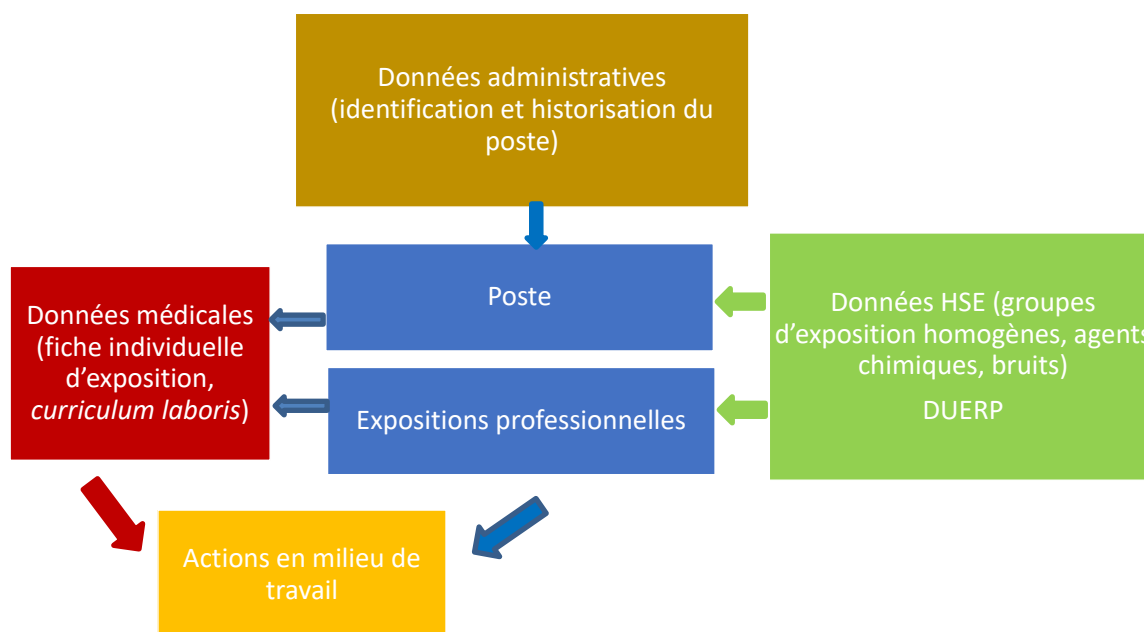 Données administratives
(identification et historisation du
poste)
Poste
Données médicales
(fiche individuelle
d’exposition,
curriculum laboris)
Données HSE (groupes
d’exposition homogènes, agents
chimiques, bruits)
DUERP
Expositions professionnelles
Actions en milieu de
travail